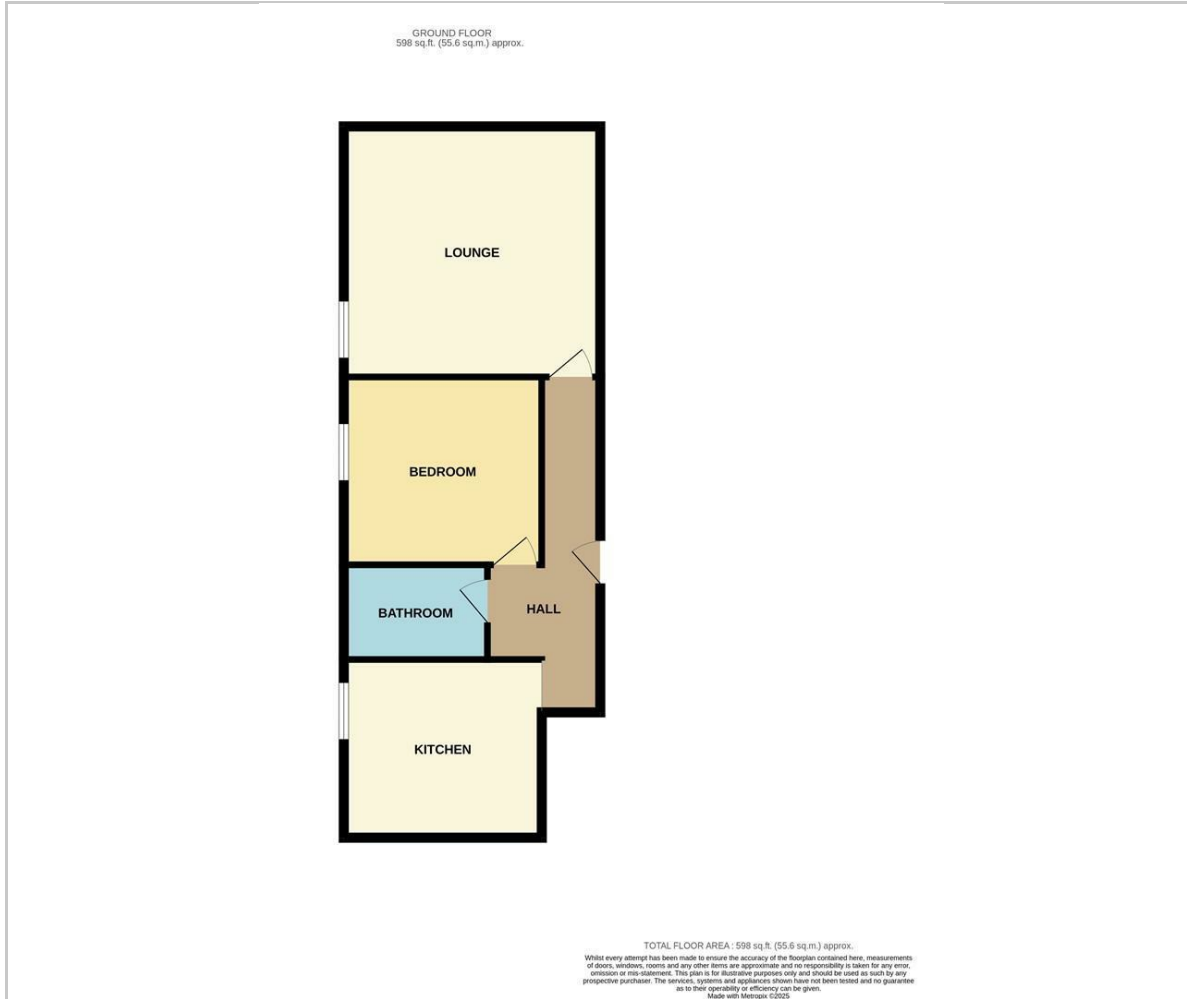 GROUND FLOOR
598 sq.ft. (55.6 sq.m.) approx.
LOUNGE
BEDROOM
BATHROOM
HALL
KITCHEN
TOTAL FLOOR AREA : 598 sq.ft. (55.6 sq.m.) approx.
Whilst every attempt has been made to ensure the accuracy of the floorplan contained here, measurements
of doors, windows, rooms and any other items are approximate and no responsibility is taken for any error,
omission or mis-statement. This plan is for illustrative purposes only and should be used as such by any
prospective purchaser. The services, systems and appliances shown have not been tested and no guarantee
as to their operability or efficiency can be given.
Made with Metropix ©2025